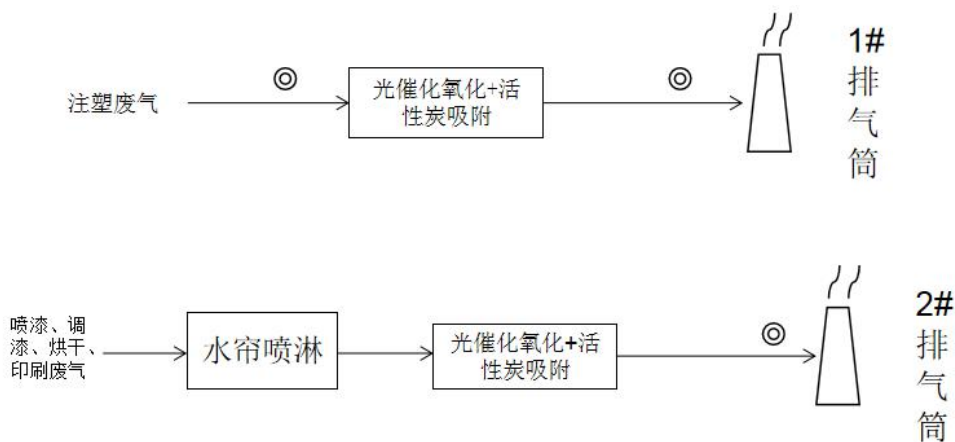 注塑废气
光催化氧化+活
性炭吸附
1#
排
气
筒
喷漆、调
漆、烘干、
印刷废气
水帘喷淋
光催化氧化+活
性炭吸附
2#
排
气
筒